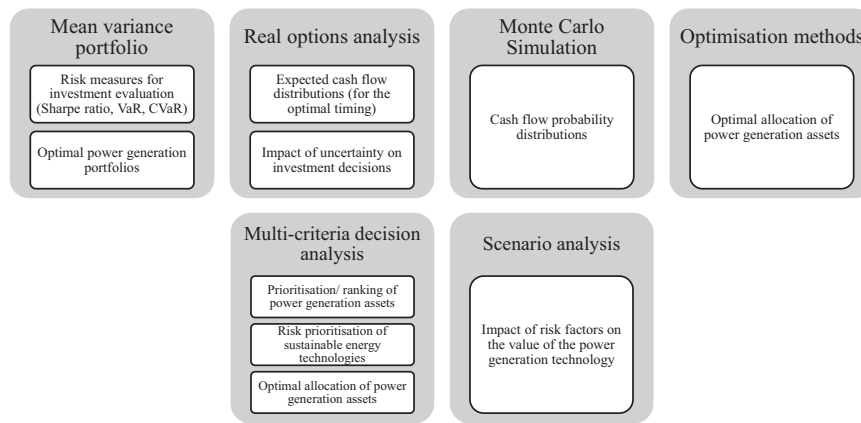 Mean variance
portfolio
Risk measures for
investment evaluation
(Sharpe ratio, VaR, CVaR)
Optimal power generation
portfolios
Real options analysis
Expected cash flow
distributions (for the
optimal timing)
Impact of uncertainty on
investment decisions
Monte Carlo
Simulation
Cash flow probability
distributions
Optimisation methods
Optimal allocation of
power generation assets
Multi-criteria decision
analysis
Prioritisation/ ranking of
power generation assets
Risk prioritisation of
sustainable energy
technologies
Optimal allocation of power
generation assets
Scenario analysis
Impact of risk factors on
the value of the power
generation technology